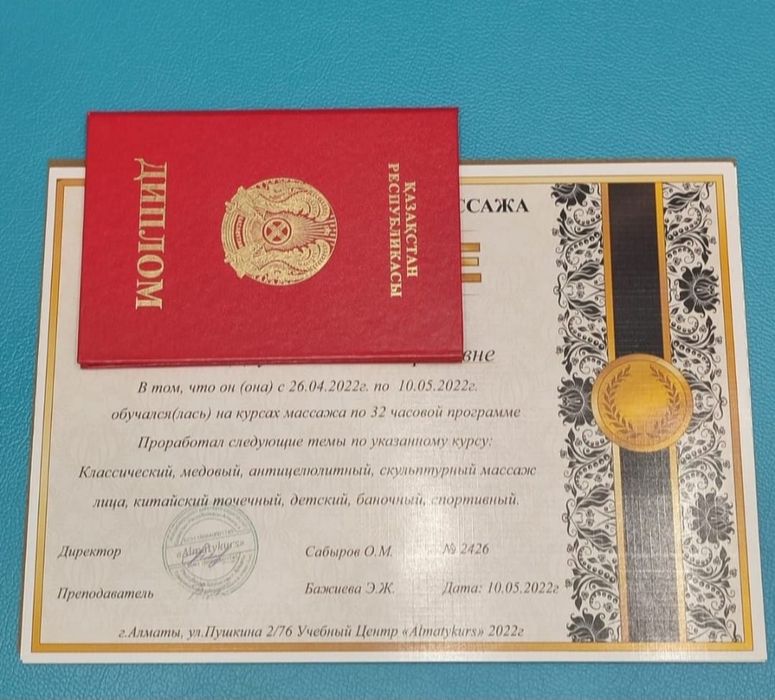 ҚАЗАҚСТАН
РЕСПУБЛИКАСЫ
ДИПЛОМ
ССАЖА
вне
В том, что он (она) с 26.04.2022г. по 10.05.2022г.
обучался(лась) на курсах массажа по 32 часовой программе
Проработал следующие темы по указанному курсу:
Классический, медовый, антицелюлитный, скульптурный массаж
лица, китайский точечный, детский, баночный, спортивный.
Директор Сабыров О.М. № 2426
«Almatykurs»
Преподаватель Бажиева Э.Ж. Дата: 10.05.2022г
г.Алматы, ул.Пушкина 2/76 Учебный Центр «Almatykurs» 2022г